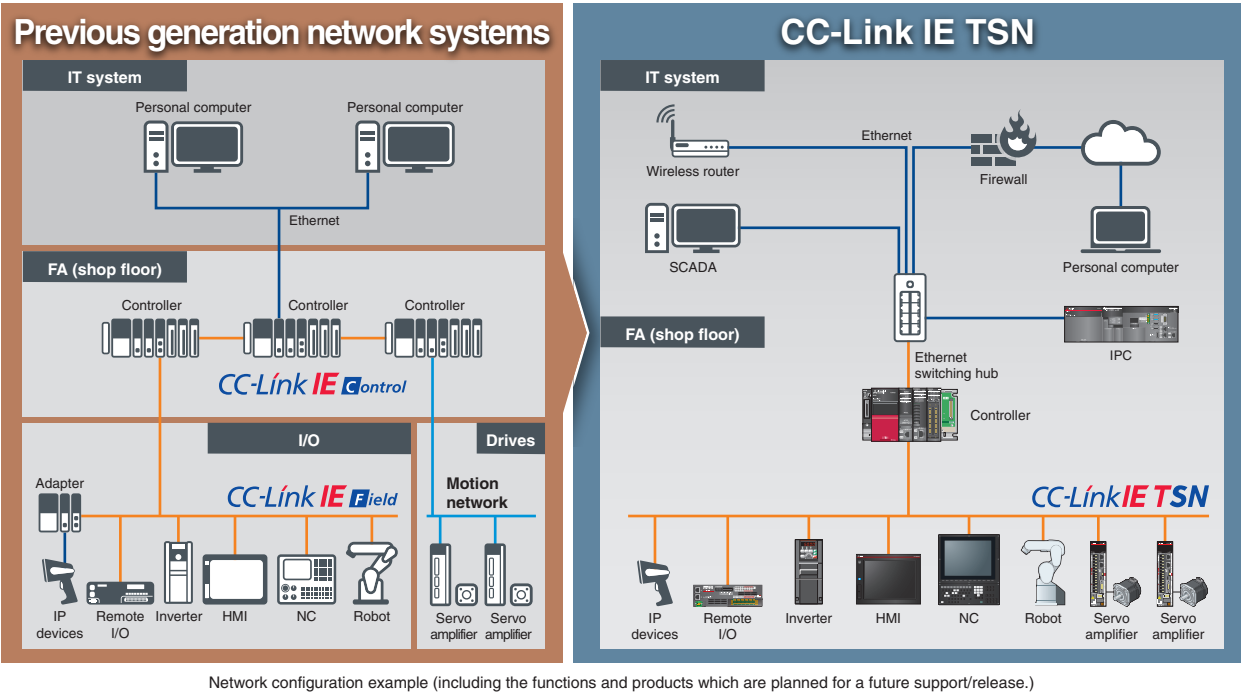 Previous generation network systems
IT system
Personal computer
Personal computer
Ethernet
FA (shop floor)
Controller
Controller
Controller
CC-Link IE Control
I/O
Drives
Adapter
CC-Link IE Field
Motion
network
IP
devices
Remote
I/O
Inverter
HMI
NC
Robot
Servo
amplifier
Servo
amplifier
CC-Link IE TSN
IT system
Ethernet
Wireless router
Firewall
SCADA
Personal computer
FA (shop floor)
IPC
Ethernet
switching hub
Controller
CC-Link IE TSN
IP
devices
Remote
I/O
Inverter
HMI
NC
Robot
Servo
amplifier
Servo
amplifier
Network configuration example (including the functions and products which are planned for a future support/release.)